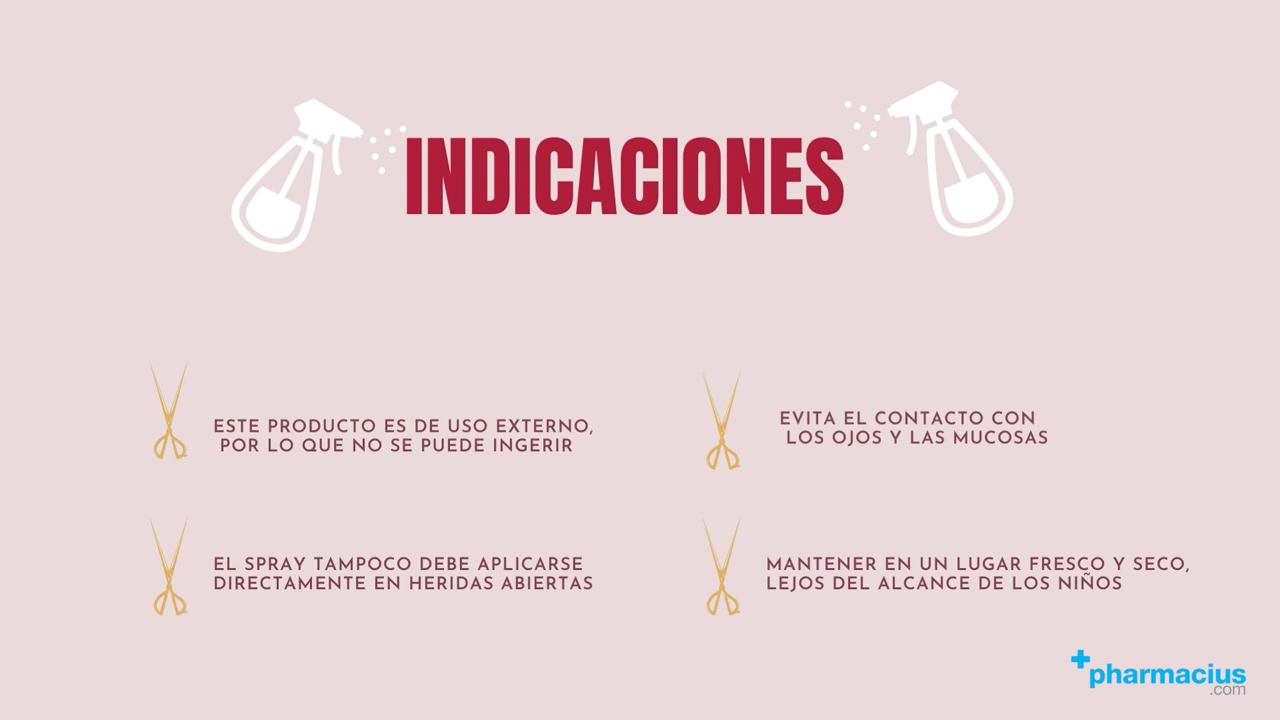 INDICACIONES
ESTE PRODUCTO ES DE USO EXTERNO,
POR LO QUE NO SE PUEDE INGERIR
EVITA EL CONTACTO CON
LOS OJOS Y LAS MUCOSAS
EL SPRAY TAMPOCO DEBE APLICARSE
DIRECTAMENTE EN HERIDAS ABIERTAS
MANTENER EN UN LUGAR FRESCO Y SECO,
LEJOS DEL ALCANCE DE LOS NIÑOS
pharmacius
.com